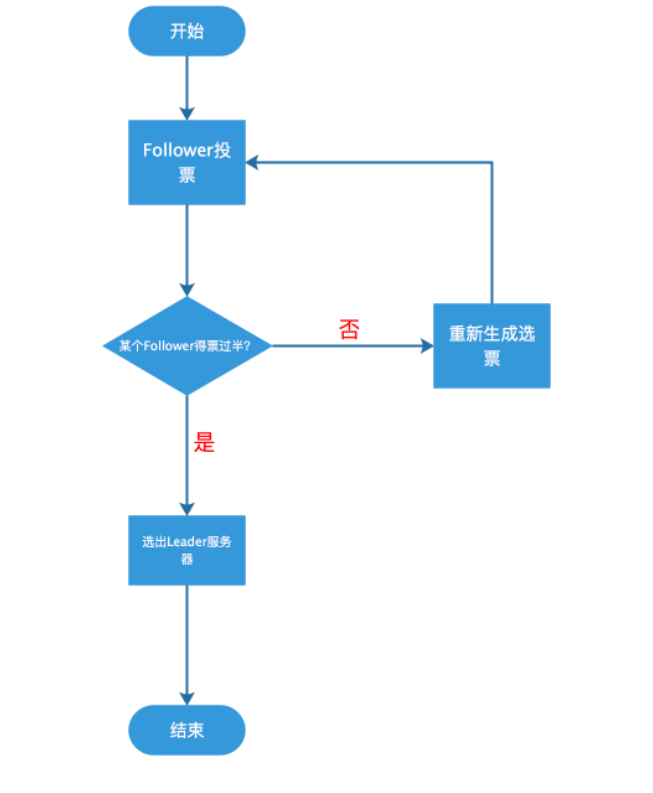 开始
Follower投
票
某个Follower得票过半?
否
重新生成选
票
是
选出Leader服务
器
结束